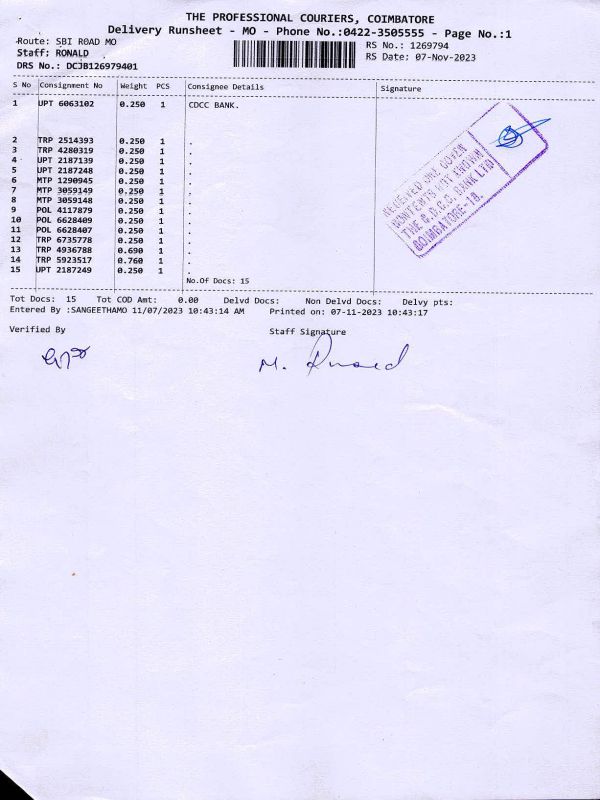 THE PROFESSIONAL COURIERS, COIMBATORE
Delivery Runsheet - MO - Phone No.:0422-3505555 - Page No.:1
Route: SBI ROAD MO
RS No.: 1269794
Staff: RONALD
RS Date: 07-Nov-2023
DRS No.: DCJB126979401
S No Consignment No Weight PCS Consignee Details Signature
1 UPT 6063102 0.250 1 CDCC BANK.
2 TRP 2514393 0.250 1 .
3 TRP 4280319 0.250 1 .
4 UPT 2187139 0.250 1 .
5 UPT 2187248 0.250 1 .
6 MTP 1290945 0.250 1 .
7 MTP 3059149 0.250 1 .
8 MTP 3059148 0.250 1 .
9 POL 4117879 0.250 1 .
10 POL 6628409 0.250 1 .
11 POL 6628407 0.250 1 .
12 TRP 6735778 0.250 1 .
13 TRP 4936788 0.690 1 .
14 TRP 5923517 0.760 1 .
15 UPT 2187249 0.250 1 .
No.Of Docs: 15
RECEIVED ONE COVER
CONTENTS NOT KNOWN
THE C.D.C.C. BANK LTD
COIMBATORE-18.
Tot Docs: 15 Tot COD Amt: 0.00 Delvd Docs: Non Delvd Docs: Delvy pts:
Entered By :SANGEETHAMO 11/07/2023 10:43:14 AM Printed on: 07-11-2023 10:43:17
Verified By
Staff Signature